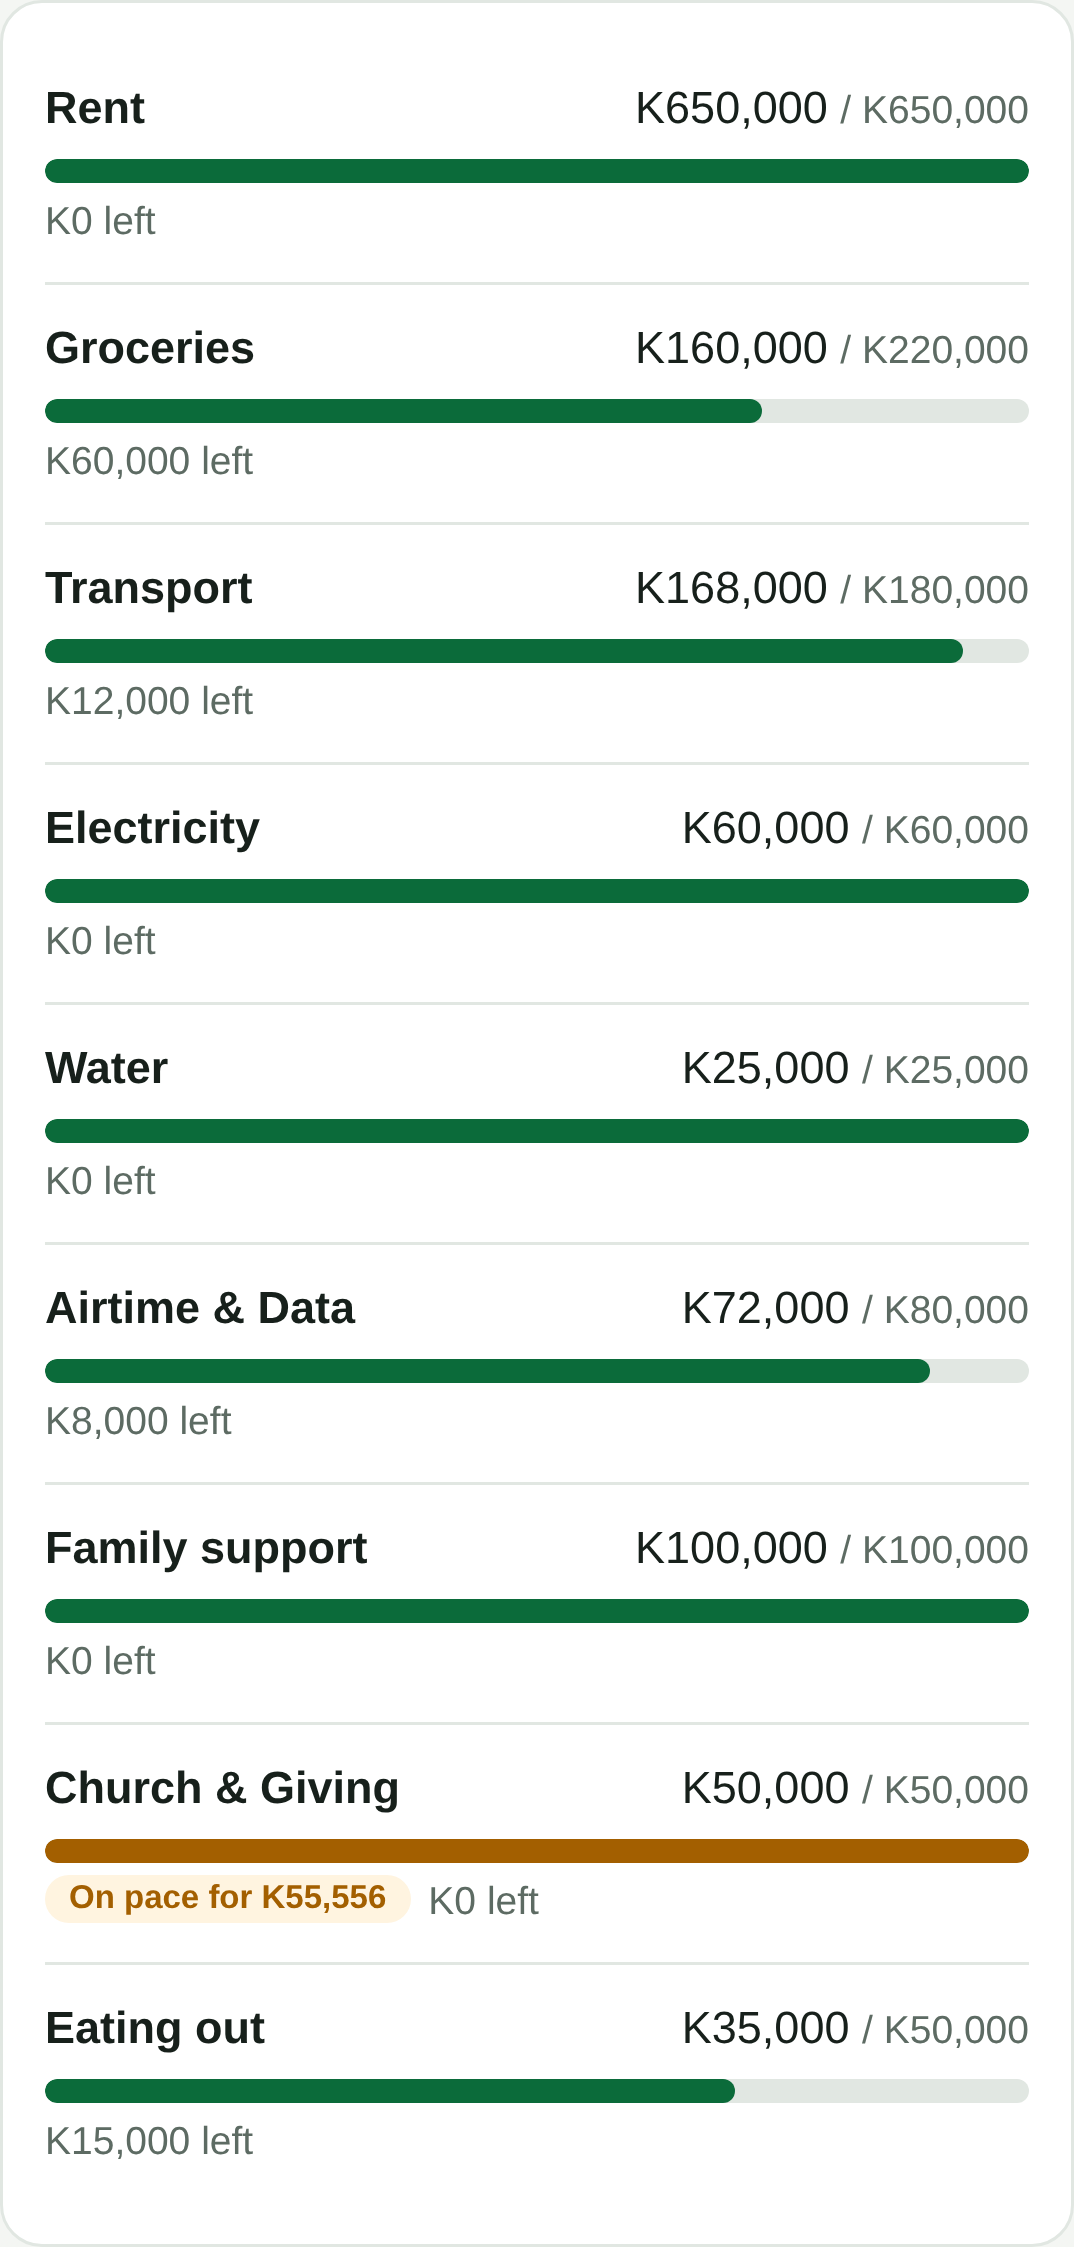 Rent K650,000 / K650,000
K0 left
Groceries K160,000 / K220,000
K60,000 left
Transport K168,000 / K180,000
K12,000 left
Electricity K60,000 / K60,000
K0 left
Water K25,000 / K25,000
K0 left
Airtime & Data K72,000 / K80,000
K8,000 left
Family support K100,000 / K100,000
K0 left
Church & Giving K50,000 / K50,000
On pace for K55,556 K0 left
Eating out K35,000 / K50,000
K15,000 left